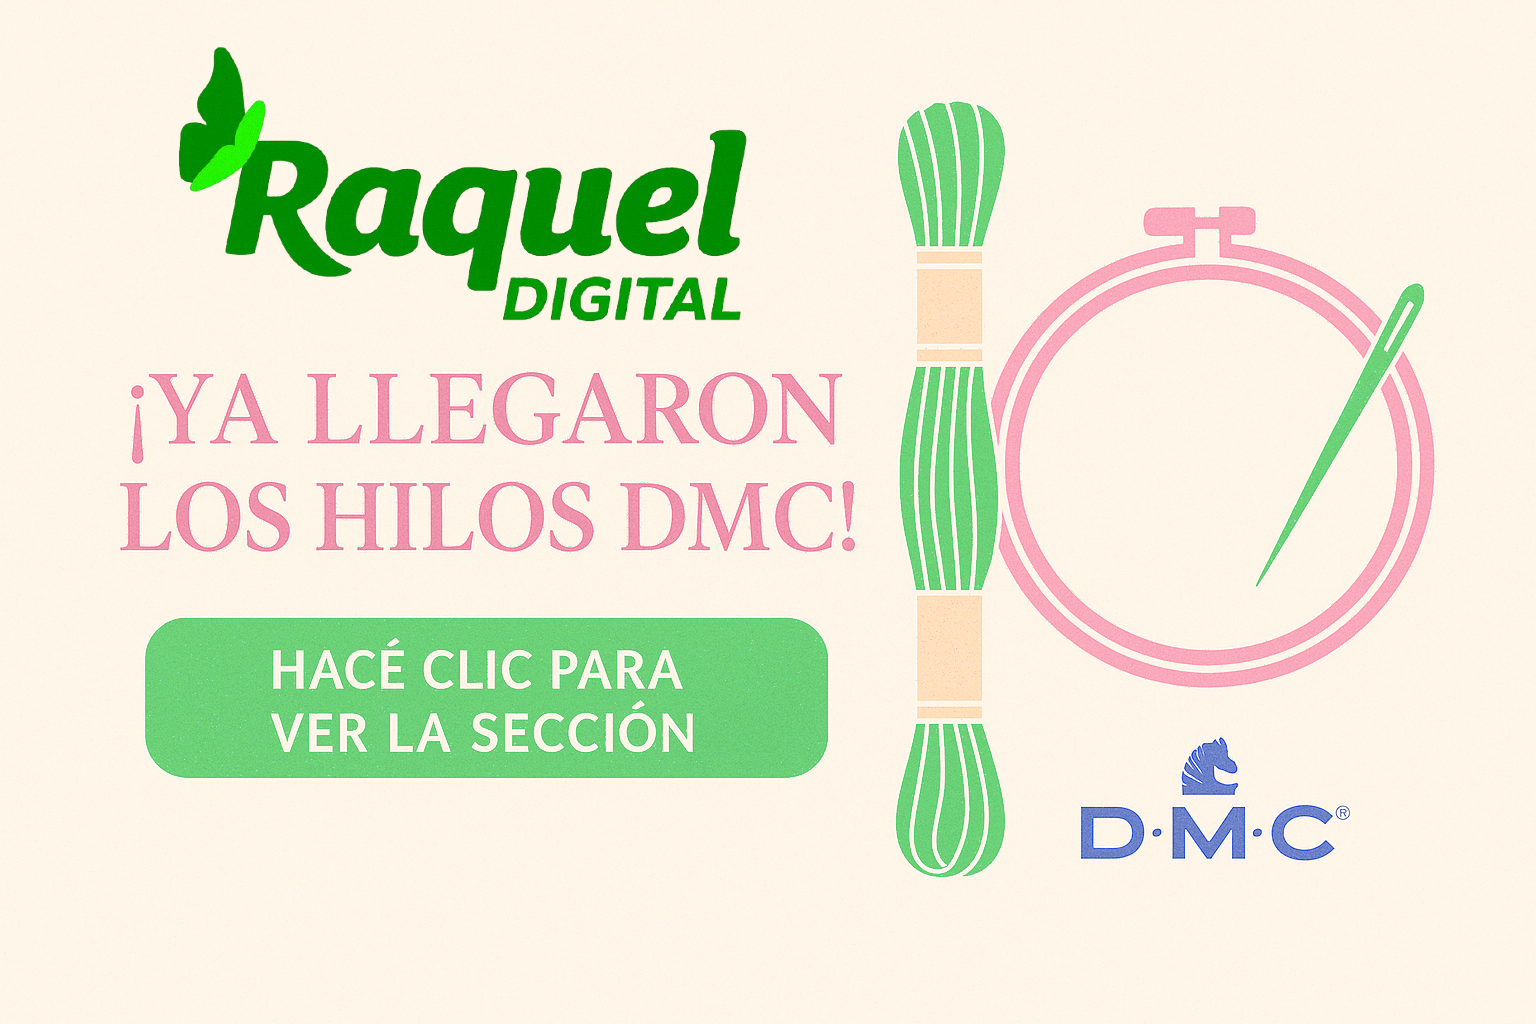 Raquel
DIGITAL
¡YA LLEGARON
LOS HILOS DMC!
HACÉ CLIC PARA
VER LA SECCIÓN
D·M·C®